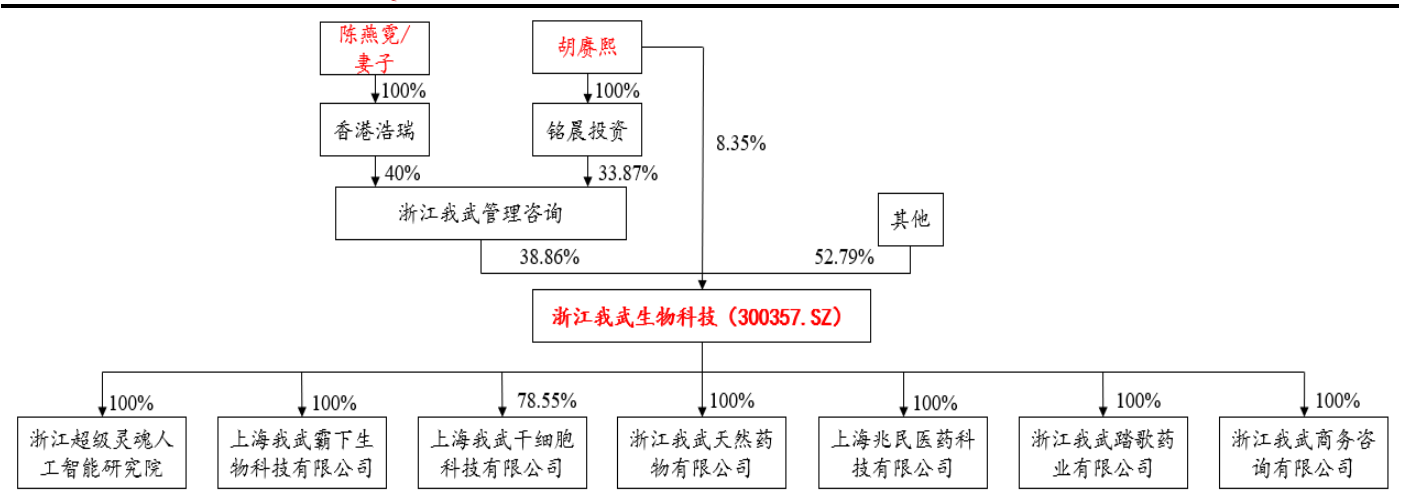 陈燕霓/
妻子
胡赓熙
100%
100%
香港浩瑞
铭晨投资
8.35%
40%
33.87%
浙江我武管理咨询
其他
38.86%
52.79%
浙江我武生物科技（300357.SZ）
100%
100%
78.55%
100%
100%
100%
100%
浙江超级灵魂人
工智能研究院
上海我武霸下生
物科技有限公司
上海我武干细胞
科技有限公司
浙江我武天然药
物有限公司
上海兆民医药科
技有限公司
浙江我武踏歌药
业有限公司
浙江我武商务咨
询有限公司